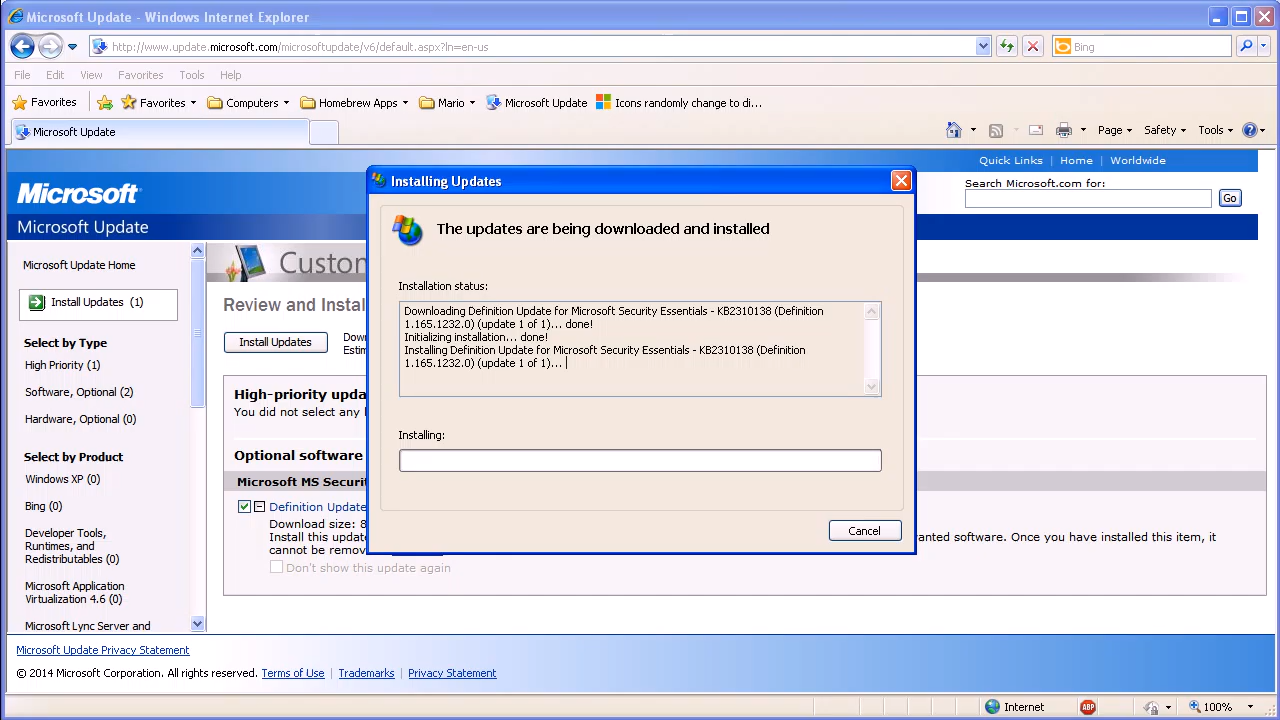 Microsoft Update - Windows Internet Explorer
http://www.update.microsoft.com/microsoftupdate/v6/default.aspx?ln=en-us
Bing
File Edit View Favorites Tools Help
Favorites Favorites Computers Homebrew Apps Mario Microsoft Update Icons randomly change to di...
Microsoft Update
Page Safety Tools
Quick Links | Home | Worldwide
Microsoft
Search Microsoft.com for:
Go
Microsoft Update
Microsoft Update Home
Install Updates (1)
Select by Type
High Priority (1)
Software, Optional (2)
Hardware, Optional (0)
Select by Product
Windows XP (0)
Bing (0)
Developer Tools,
Runtimes, and
Redistributables (0)
Microsoft Application
Virtualization 4.6 (0)
Microsoft Lync Server and
Custom
Review and Instal
Install Updates
Dow
Estim
High-priority upda
You did not select any h
Optional software
Microsoft MS Securit
Definition Update
Download size: 8
Install this update
cannot be remov
anted software. Once you have installed this item, it
Don't show this update again
Installing Updates
The updates are being downloaded and installed
Installation status:
Downloading Definition Update for Microsoft Security Essentials - KB2310138 (Definition
1.165.1232.0) (update 1 of 1)... done!
Initializing installation... done!
Installing Definition Update for Microsoft Security Essentials - KB2310138 (Definition
1.165.1232.0) (update 1 of 1)...
Installing:
Cancel
Microsoft Update Privacy Statement
© 2014 Microsoft Corporation. All rights reserved. Terms of Use | Trademarks | Privacy Statement
Internet
ABP
100%